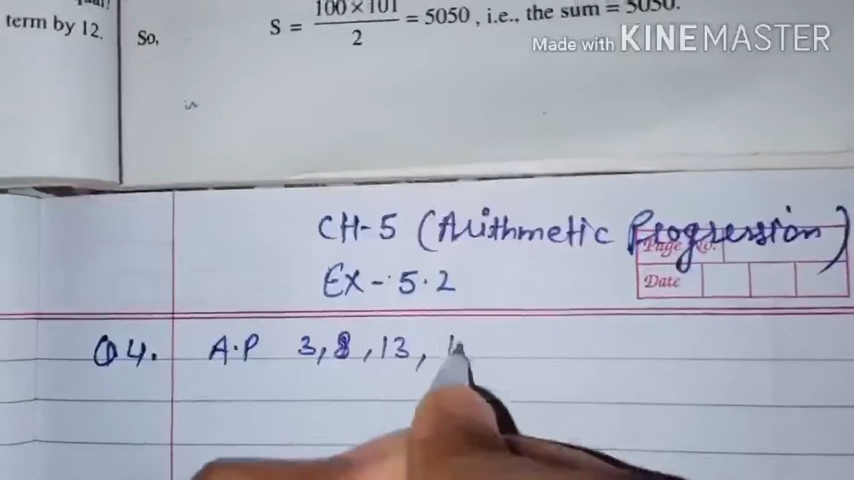 term by 12.
So,
S = 100 × 101 / 2 = 5050, i.e., the sum = 5050.
Made with KINEMASTER
CH-5 (Arithmetic Progression)
Page No.
EX-5.2
Date
Q4. A.P 3, 8, 13, 1